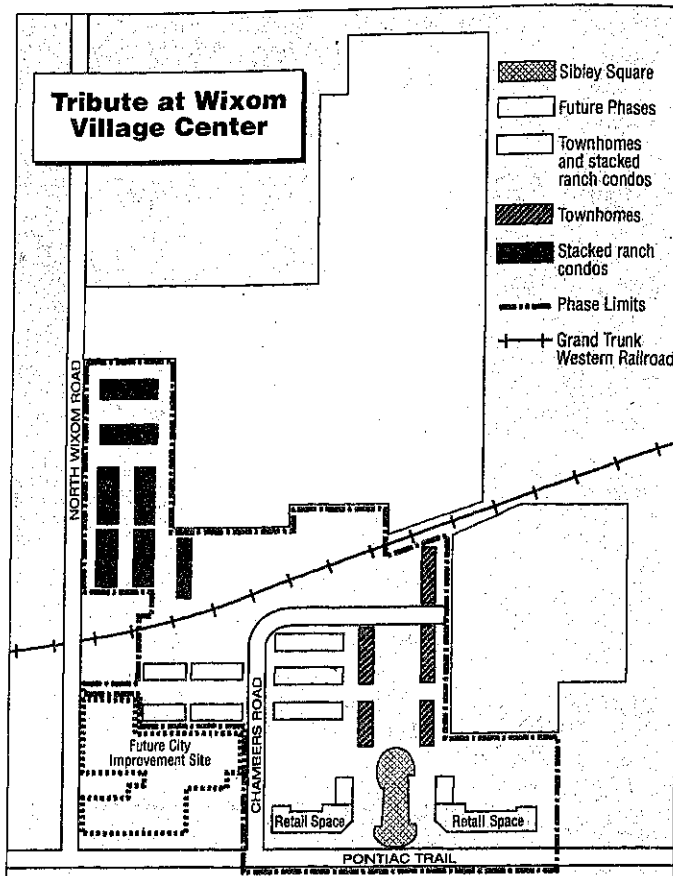 Tribute at Wixom
Village Center
Sibley Square
Future Phases
Townhomes
and stacked
ranch condos
Townhomes
Stacked ranch
condos
Phase Limits
Grand Trunk
Western Railroad
NORTH WIXOM ROAD
CHAMBERS ROAD
Future City
Improvement Site
Retail Space
Retail Space
PONTIAC TRAIL